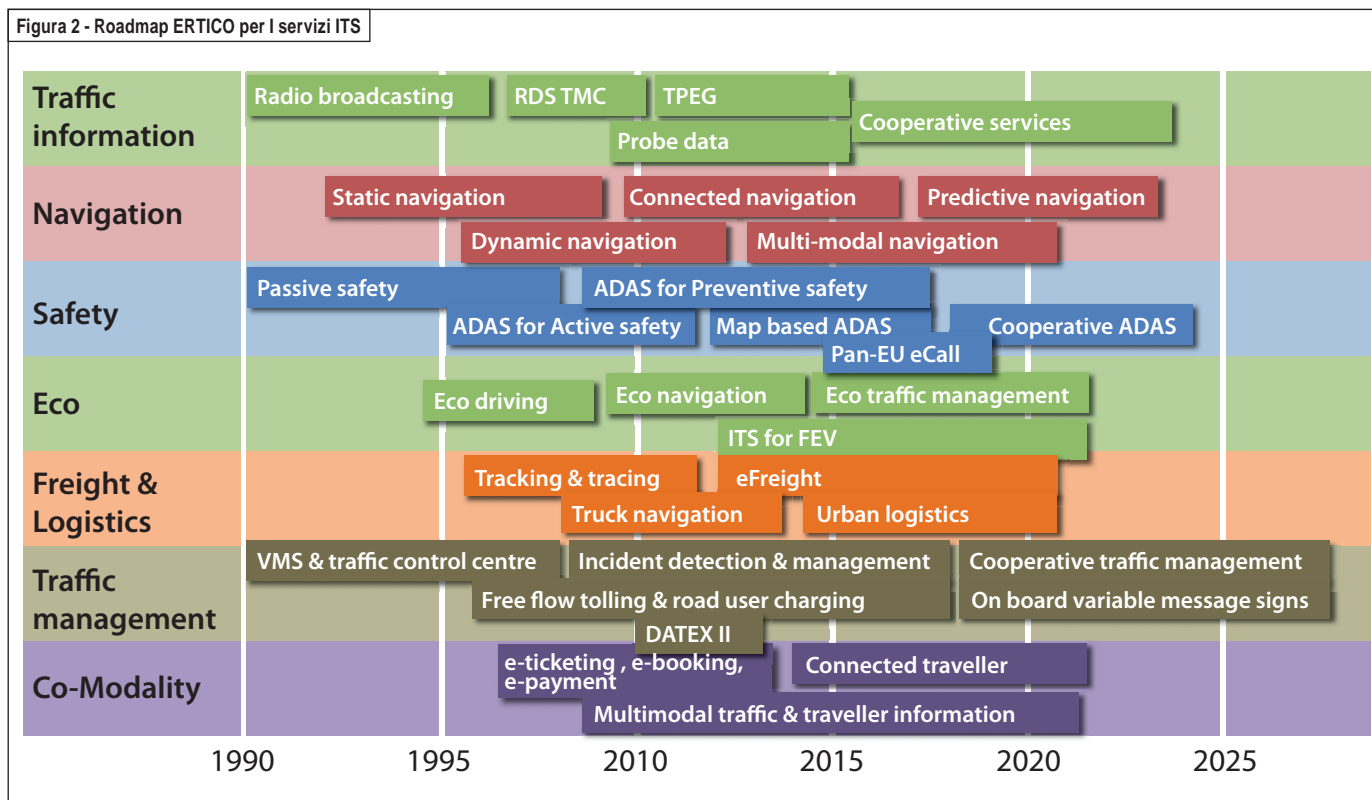 Figura 2 - Roadmap ERTICO per I servizi ITS
Traffic
information
Radio broadcasting
RDS TMC
TPEG
Probe data
Cooperative services
Navigation
Static navigation
Connected navigation
Predictive navigation
Dynamic navigation
Multi-modal navigation
Safety
Passive safety
ADAS for Preventive safety
ADAS for Active safety
Map based ADAS
Cooperative ADAS
Pan-EU eCall
Eco
Eco driving
Eco navigation
Eco traffic management
ITS for FEV
Freight &
Logistics
Tracking & tracing
eFreight
Truck navigation
Urban logistics
Traffic
management
VMS & traffic control centre
Incident detection & management
Cooperative traffic management
Free flow tolling & road user charging
On board variable message signs
DATEX II
Co-Modality
e-ticketing , e-booking,
e-payment
Connected traveller
Multimodal traffic & traveller information
1990
1995
2010
2015
2020
2025